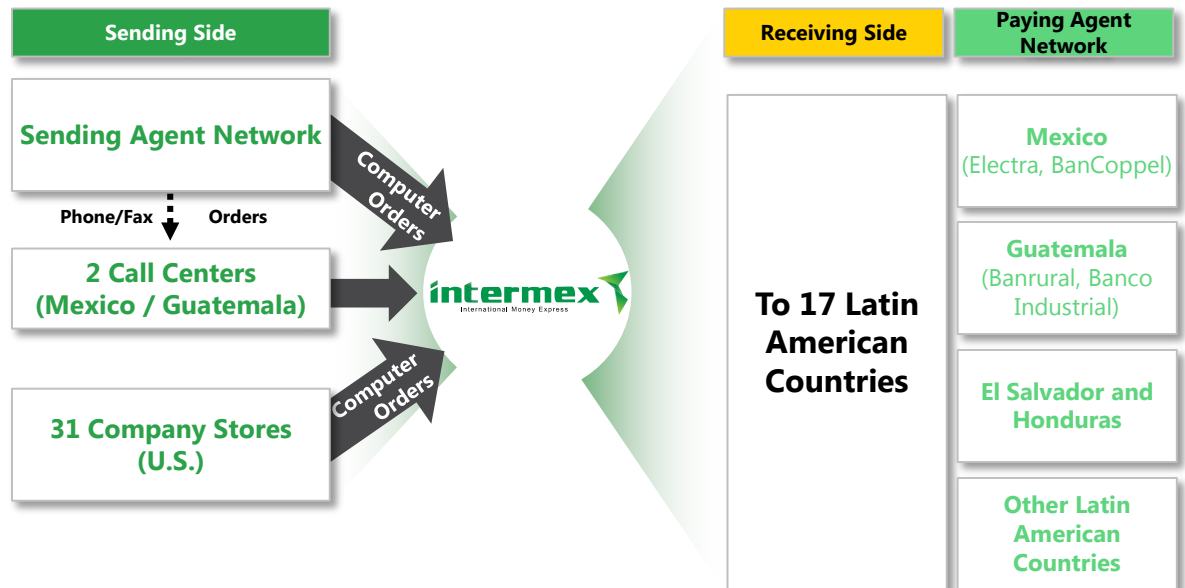 Sending Side
Sending Agent Network
Phone/Fax Orders
2 Call Centers
(Mexico / Guatemala)
31 Company Stores
(U.S.)
Computer
Orders
Computer
Orders
intermex
International Money Express
Receiving Side
To 17 Latin
American
Countries
Paying Agent
Network
Mexico
(Electra, BanCoppel)
Guatemala
(Banrural, Banco
Industrial)
El Salvador and
Honduras
Other Latin
American
Countries